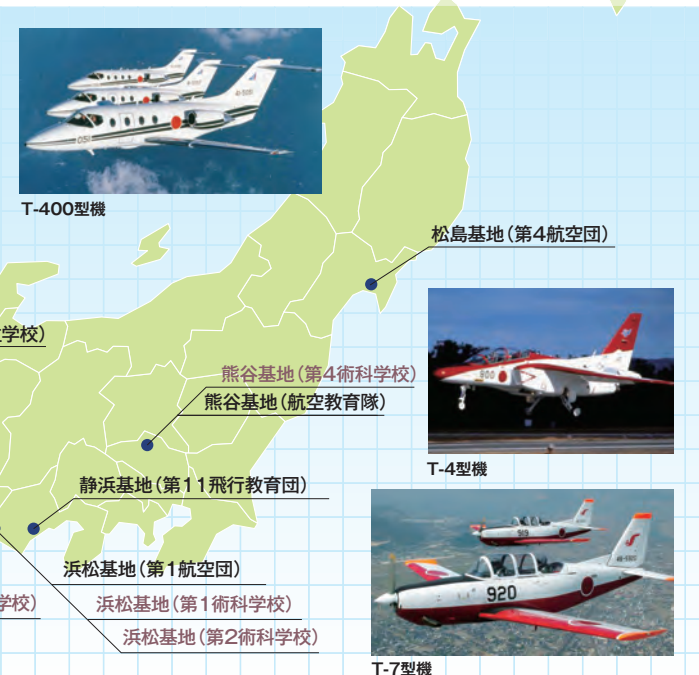 T-400型機
松島基地(第4航空団)
学校)
800
T-4型機
熊谷基地(第4術科学校)
熊谷基地(航空教育隊)
静浜基地(第11飛行教育団)
浜松基地(第1航空団)
学校)
浜松基地(第1術科学校)
浜松基地(第2術科学校)
919
920
T-7型機